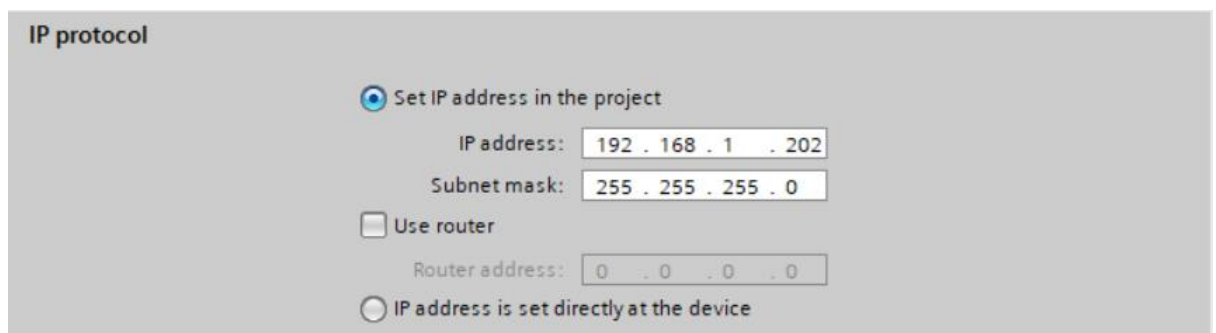 IP protocol
Set IP address in the project
IP address: 192 . 168 . 1 . 202
Subnet mask: 255 . 255 . 255 . 0
Use router
Router address: 0 . 0 . 0 . 0
IP address is set directly at the device